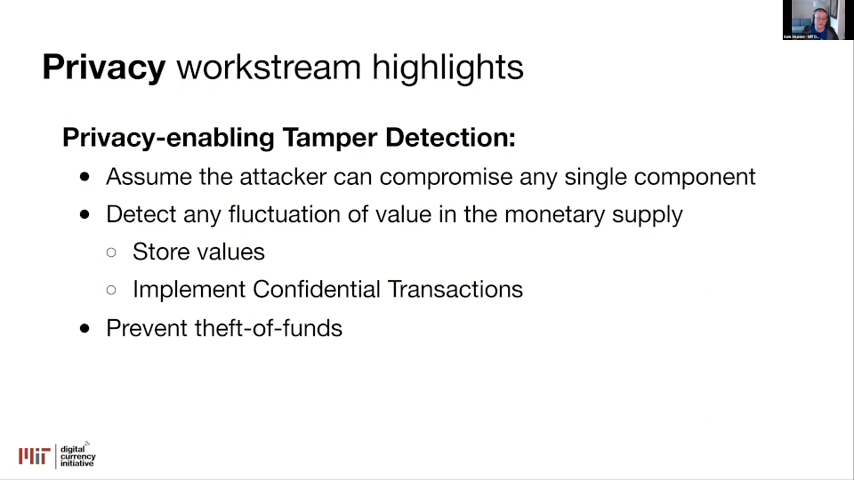 Privacy workstream highlights
Privacy-enabling Tamper Detection:
● Assume the attacker can compromise any single component
● Detect any fluctuation of value in the monetary supply
○ Store values
○ Implement Confidential Transactions
● Prevent theft-of-funds
MIT
digital
currency
initiative